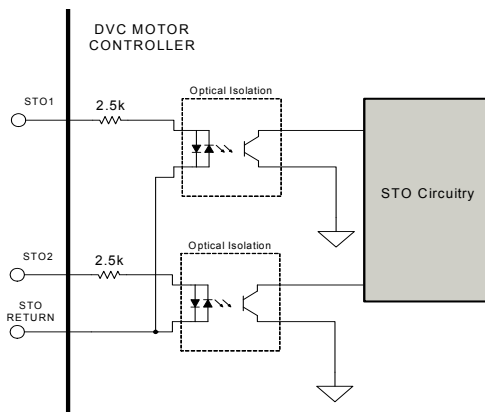 DVC MOTOR
CONTROLLER
Optical Isolation
STO1
2.5k
STO Circuitry
Optical Isolation
STO2
2.5k
STO
RETURN